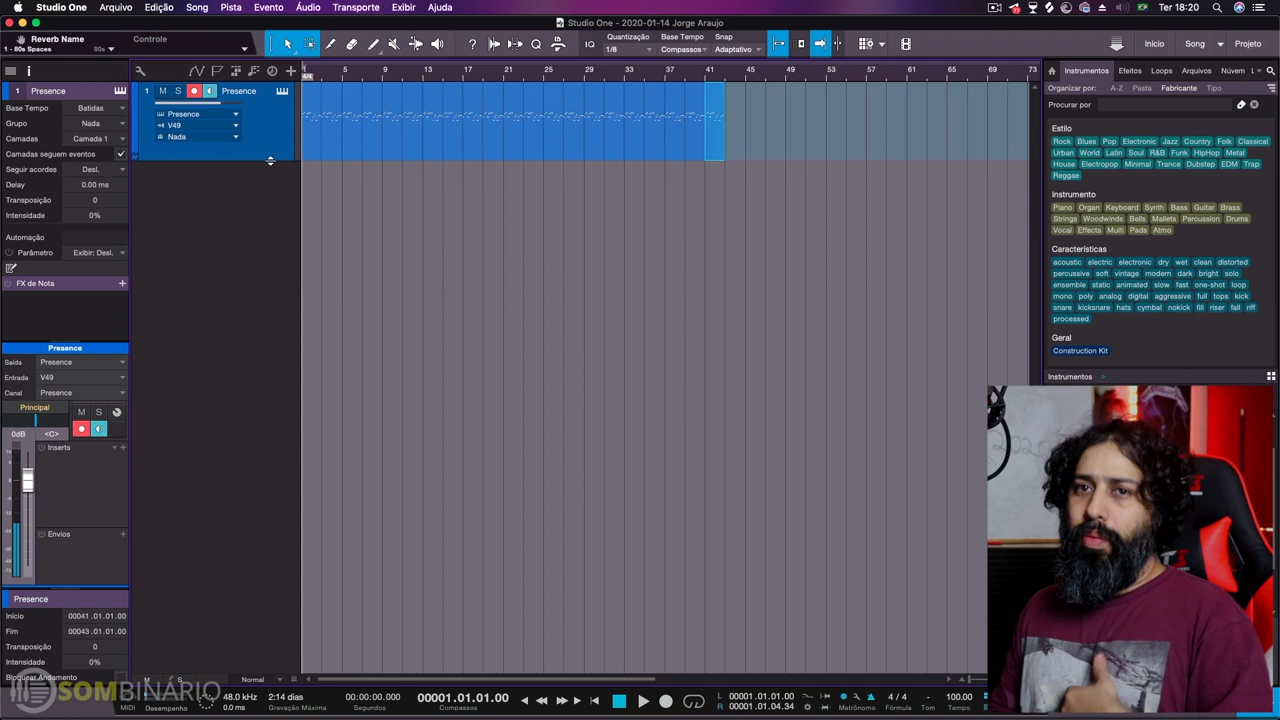 Studio One Arquivo Edição Song Pista Evento Áudio Transporte Exibir Ajuda
Ter 18:20
Studio One - 2020-01-14 Jorge Araujo
Reverb Name
1 - 80s Spaces
80s
Controle
Quantização
1/8
Base Tempo
Compassos
Snap
Adaptativo
IQ
Início Song Projeto
1 5 9 13 17 21 25 29 33 37 41 45 49 53 57 61 65 69 73
4/4
1 Presence
Base Tempo Batidas
Grupo Nada
Camadas Camada 1
Camadas seguem eventos
Seguir acordes Desl.
Delay 0.00 ms
Transposição 0
Intensidade 0%
Automação
Parâmetro Exibir: Desl.
FX de Nota
1 M S Presence
Presence
V49
Nada
Presence
Saída Presence
Entrada V49
Canal Presence
Principal
M S
0dB <C>
Inserts
Envios
Presence
Início 00041.01.01.00
Fim 00043.01.01.00
Transposição 0
Intensidade 0%
Bloquear Andamento
SOMBINÁRIO
M S Normal
Instrumentos Efeitos Loops Arquivos Núvem
Organizar por: A-Z Pasta Fabricante Tipo
Procurar por
Estilo
Rock Blues Pop Electronic Jazz Country Folk Classical
Urban World Latin Soul R&B Funk HipHop Metal
House Electropop Minimal Trance Dubstep EDM Trap
Reggae
Instrumento
Piano Organ Keyboard Synth Bass Guitar Brass
Strings Woodwinds Bells Mallets Percussion Drums
Vocal Effects Multi Pads Atmo
Características
acoustic electric electronic dry wet clean distorted
percussive soft vintage modern dark bright solo
ensemble static animated slow fast one-shot loop
mono poly analog digital aggressive full tops kick
snare kicksnare hats cymbal nokick fill riser fall riff
processed
Geral
Construction Kit
Instrumentos >
MIDI Desempenho
48.0 kHz
0.0 ms
2:14 dias
Gravação Máxima
00:00:00.000
Segundos
00001.01.01.00
Compassos
L 00001.01.01.00
R 00001.01.04.34
Metrônomo
4 / 4
Fórmula
Tom
100.00
Tempo